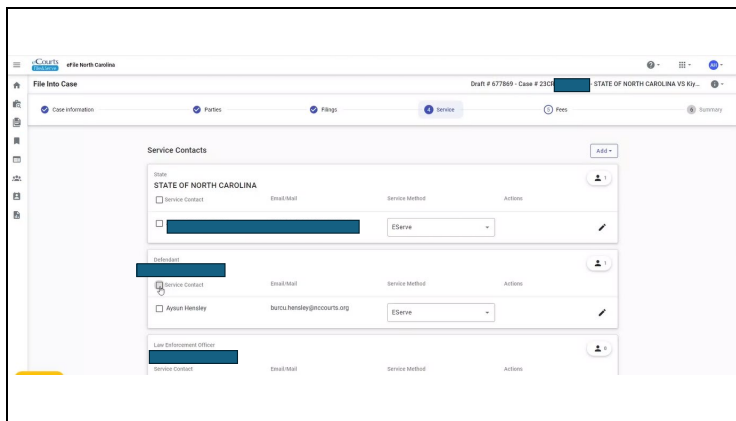 eCourts eFile North Carolina
File Into Case Draft # 677869 - Case # 23CR - STATE OF NORTH CAROLINA VS Kiy...
Case Information Parties Filings 4 Service 5 Fees 6 Summary
Service Contacts Add
State
STATE OF NORTH CAROLINA 1
Service Contact Email/Mail Service Method Actions
EServe
Defendant 1
Service Contact Email/Mail Service Method Actions
Aysun Hensley burcu.hensley@nccourts.org EServe
Law Enforcement Officer 0
Service Contact Email/Mail Service Method Actions